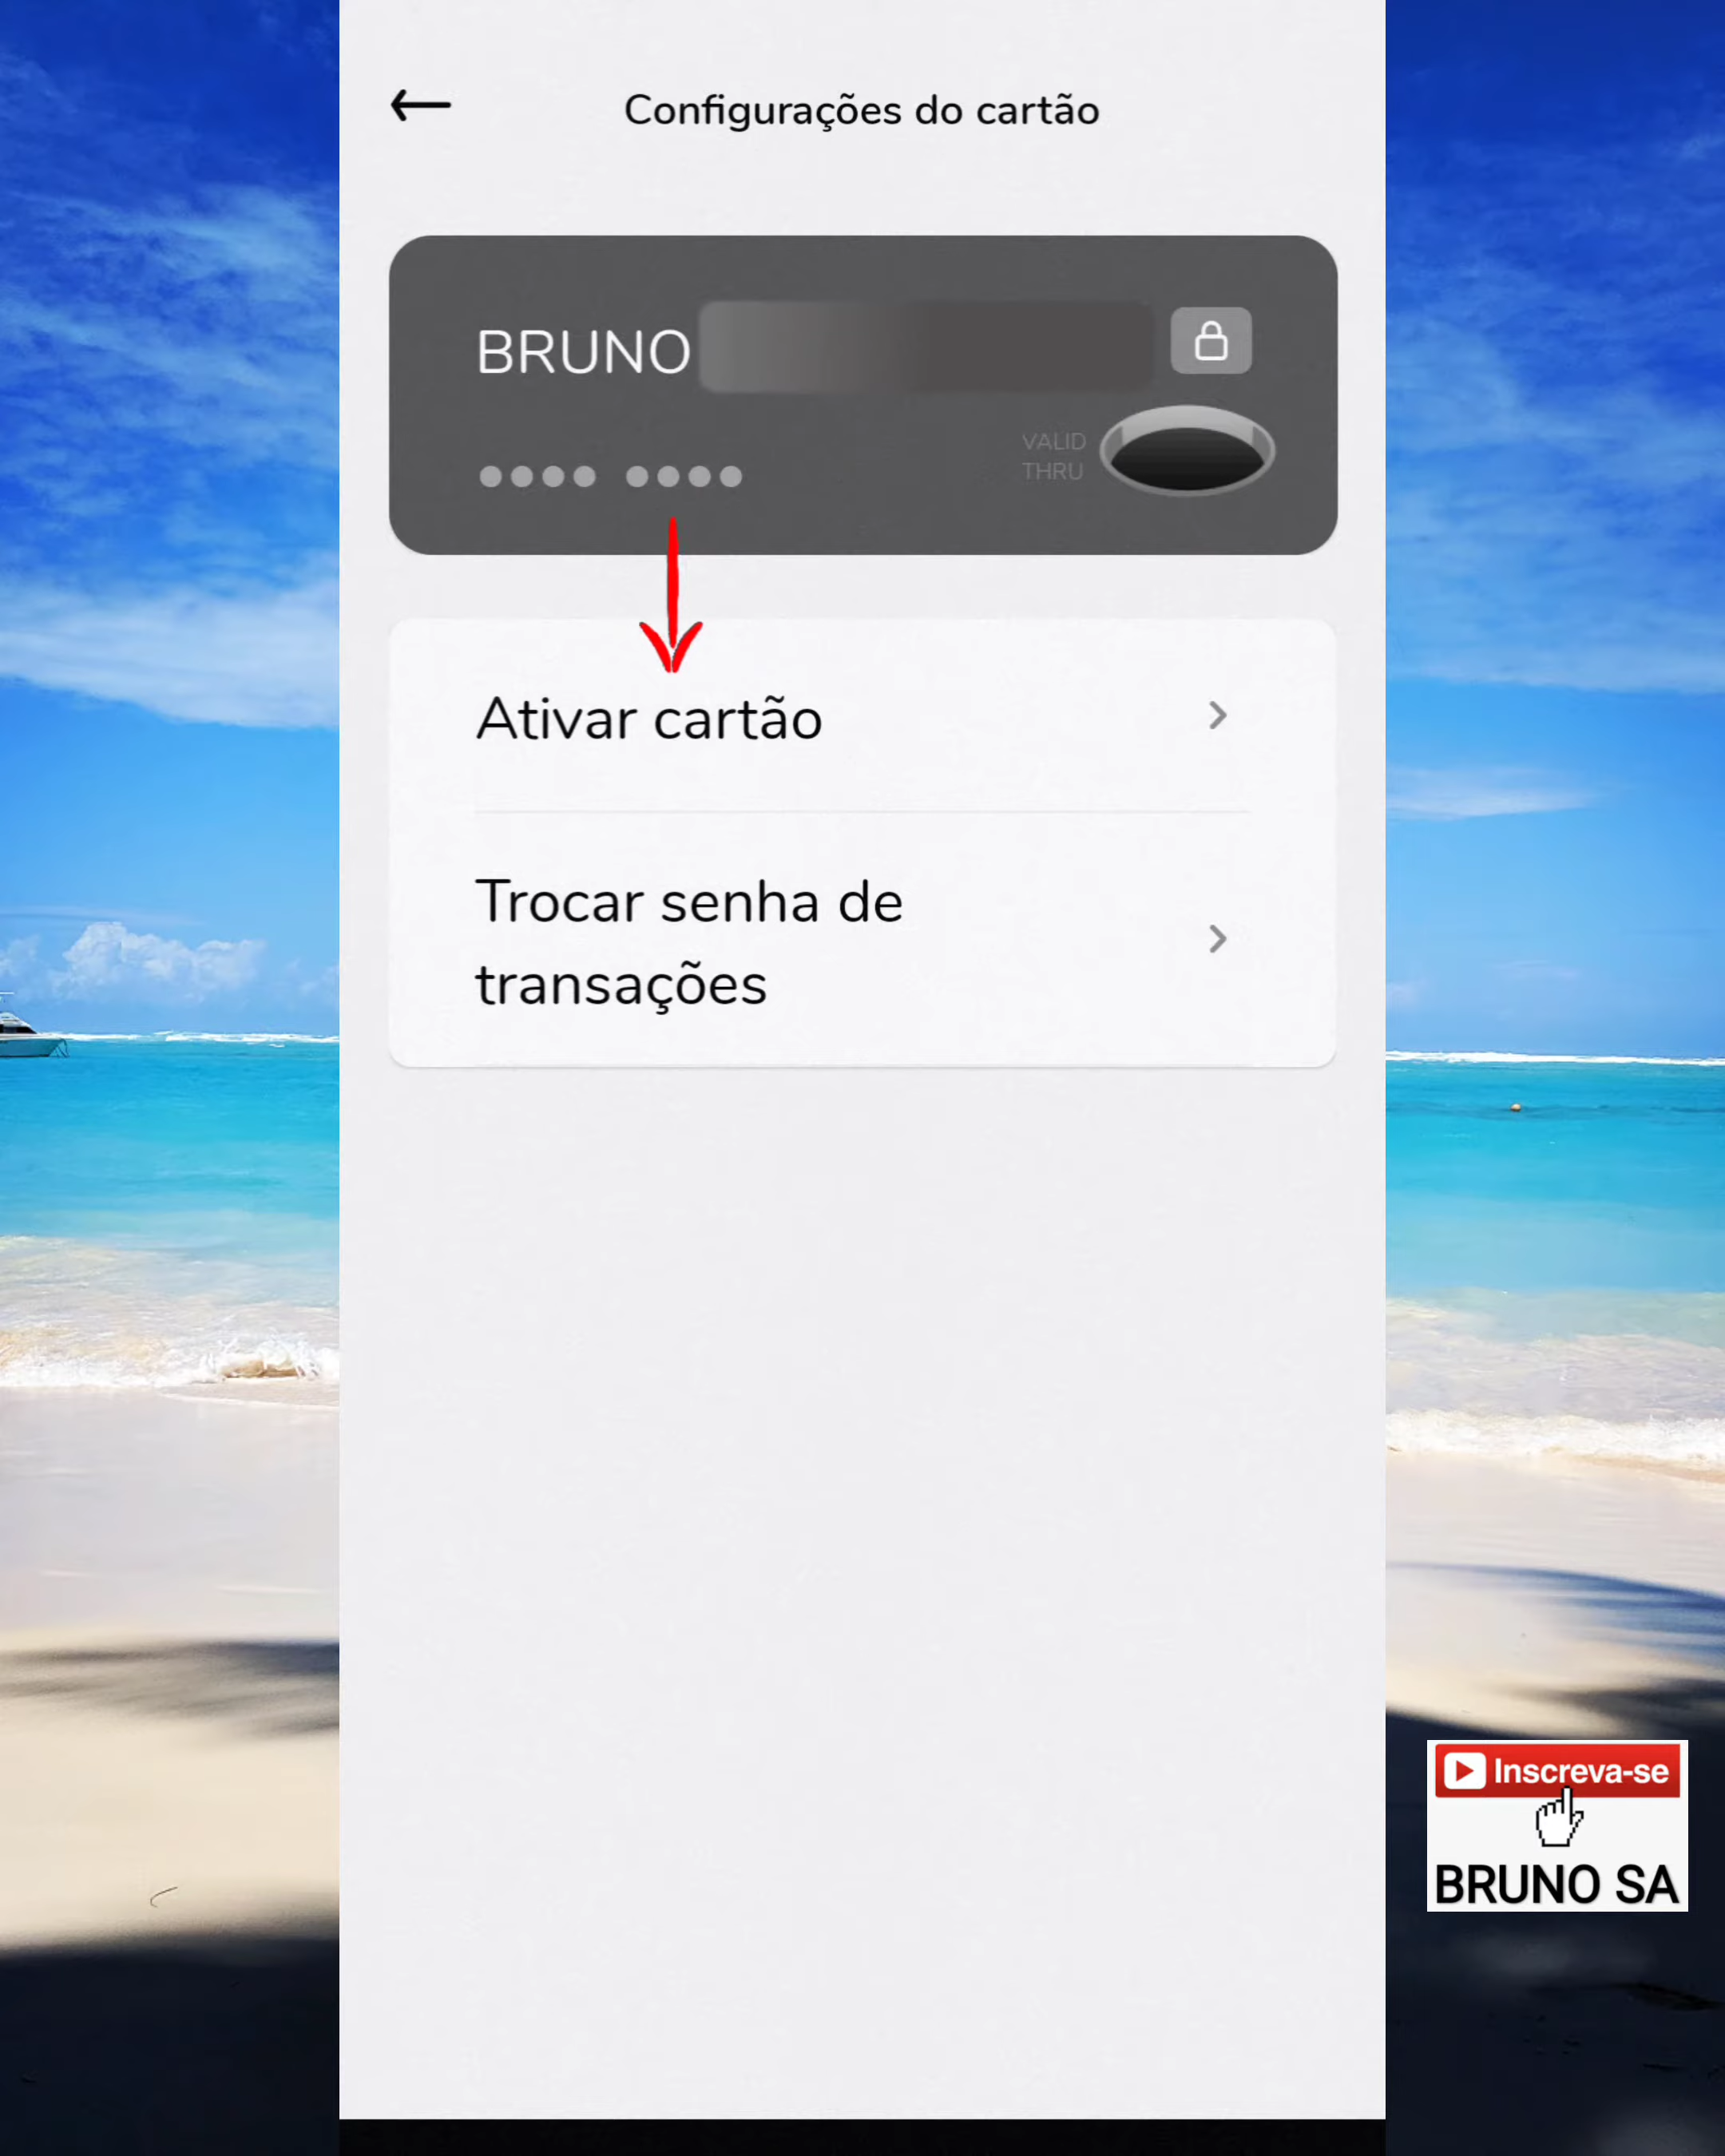 Configurações do cartão
BRUNO
VALID
THRU
Ativar cartão
Trocar senha de
transações
Inscreva-se
BRUNO SA